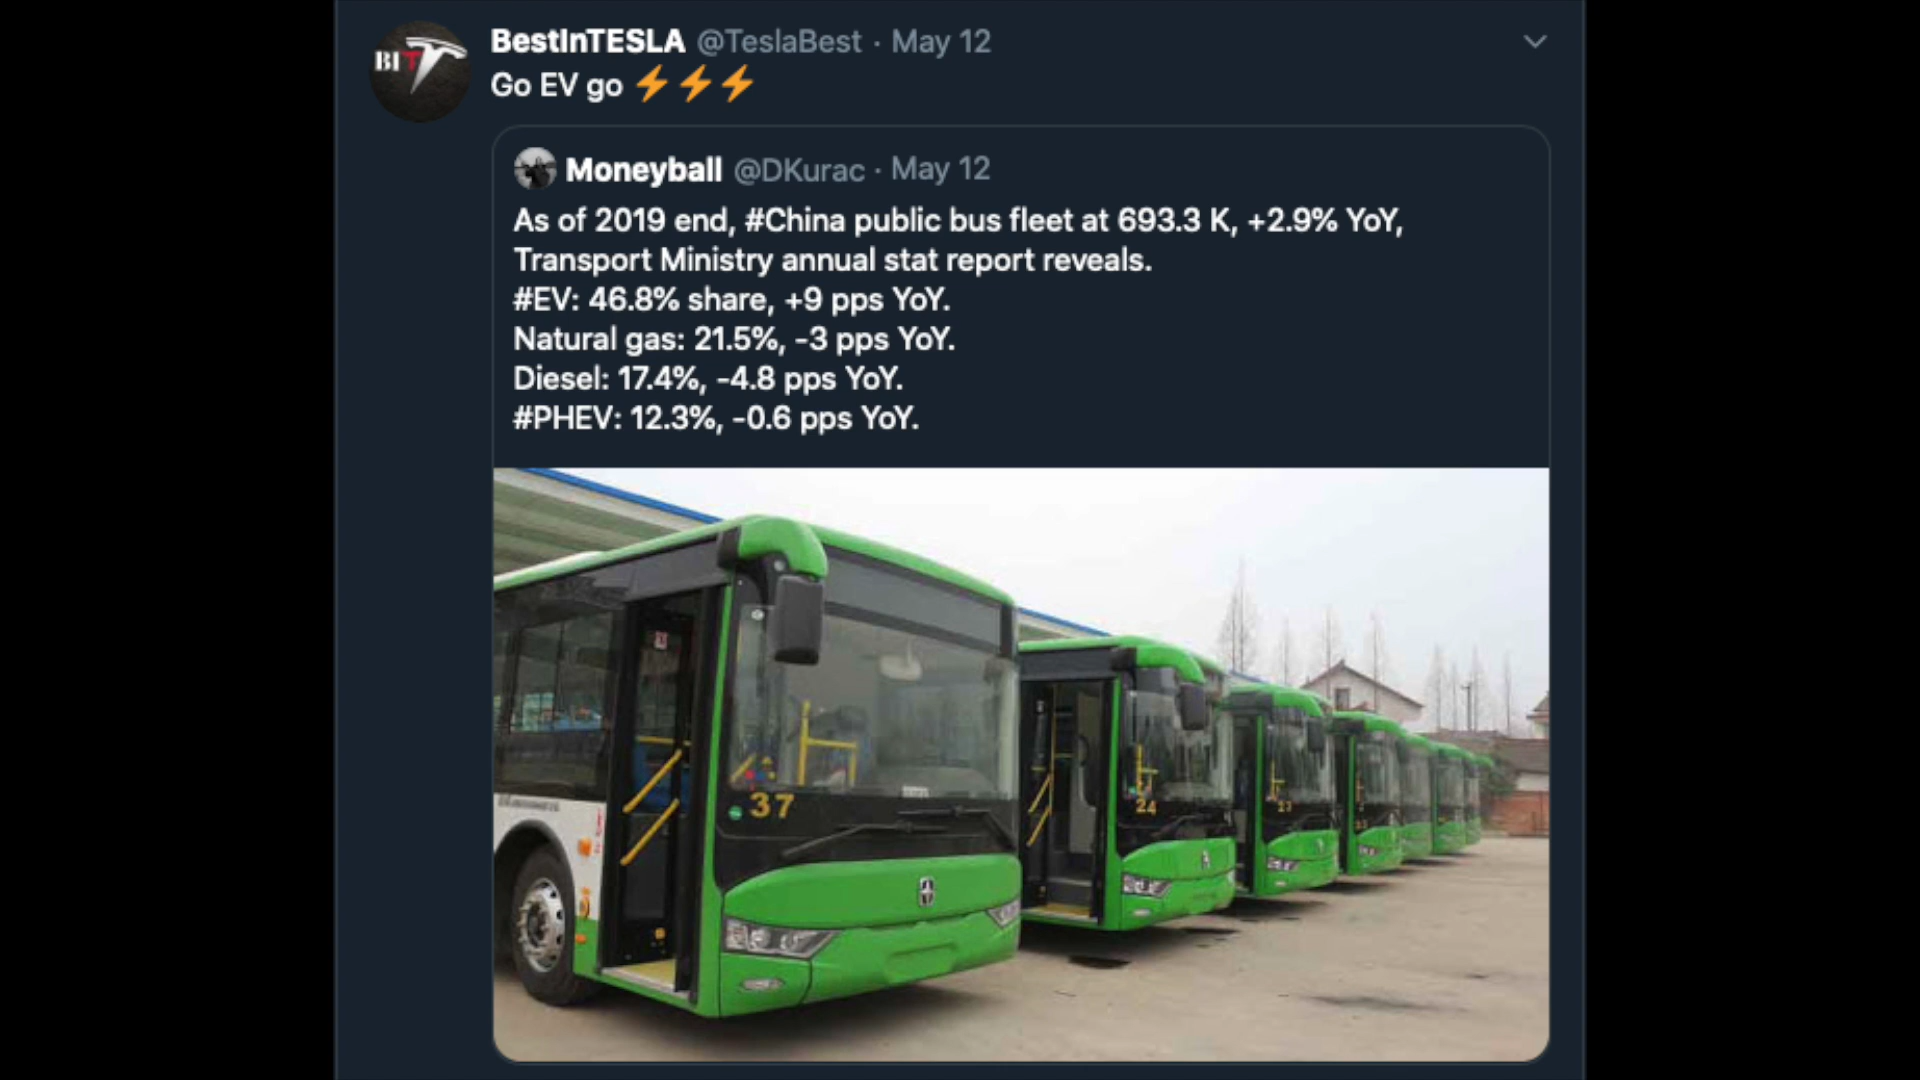 BIT
BestInTESLA @TeslaBest · May 12
Go EV go ⚡⚡⚡
Moneyball @DKurac · May 12
As of 2019 end, #China public bus fleet at 693.3 K, +2.9% YoY,
Transport Ministry annual stat report reveals.
#EV: 46.8% share, +9 pps YoY.
Natural gas: 21.5%, -3 pps YoY.
Diesel: 17.4%, -4.8 pps YoY.
#PHEV: 12.3%, -0.6 pps YoY.
37
24